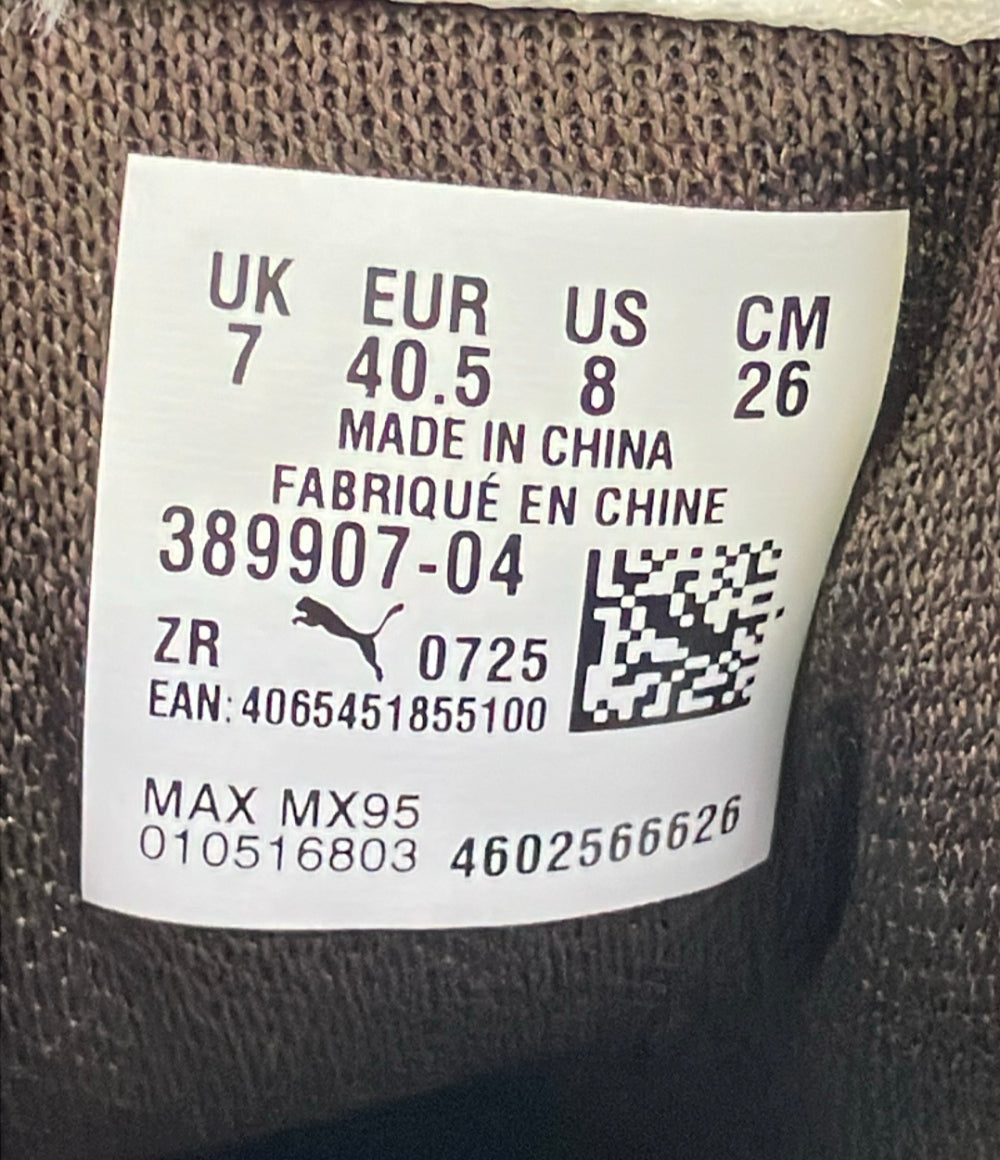 UK EUR US CM
7 40.5 8 26
MADE IN CHINA
FABRIQUÉ EN CHINE
389907-04
ZR 0725
EAN:4065451855100
MAX MX95
010516803 4602566626